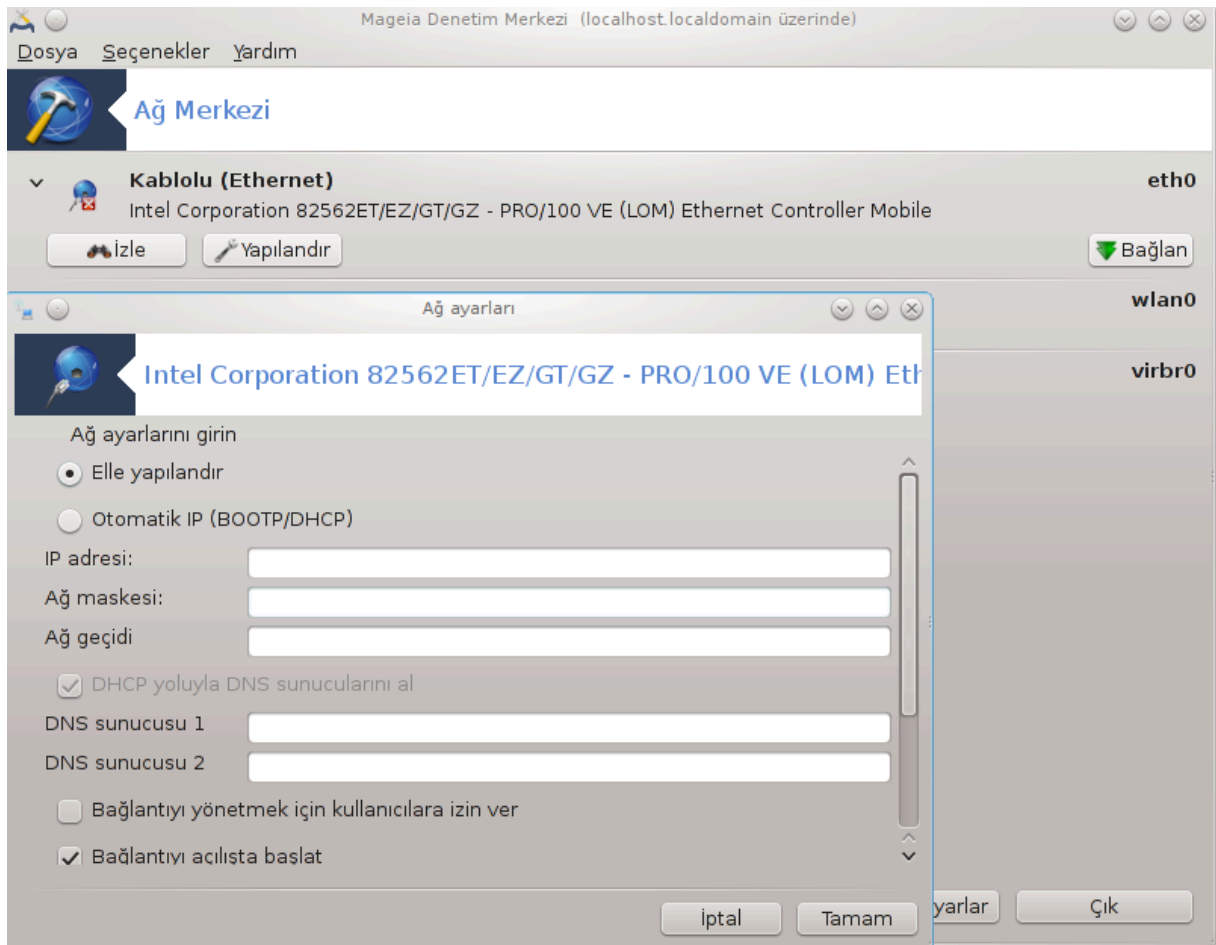 Mageia Denetim Merkezi (localhost.localdomain üzerinde)
Dosya Seçenekler Yardım
Ağ Merkezi
Kablolu (Ethernet) eth0
Intel Corporation 82562ET/EZ/GT/GZ - PRO/100 VE (LOM) Ethernet Controller Mobile
İzle Yapılandır Bağlan
wlan0
Ağ ayarları
virbr0
Intel Corporation 82562ET/EZ/GT/GZ - PRO/100 VE (LOM) Eth
Ağ ayarlarını girin
Elle yapılandır
Otomatik IP (BOOTP/DHCP)
IP adresi:
Ağ maskesi:
Ağ geçidi
DHCP yoluyla DNS sunucularını al
DNS sunucusu 1
DNS sunucusu 2
Bağlantıyı yönetmek için kullanıcılara izin ver
Bağlantıyı açılışta başlat
İptal Tamam yarlar Çık